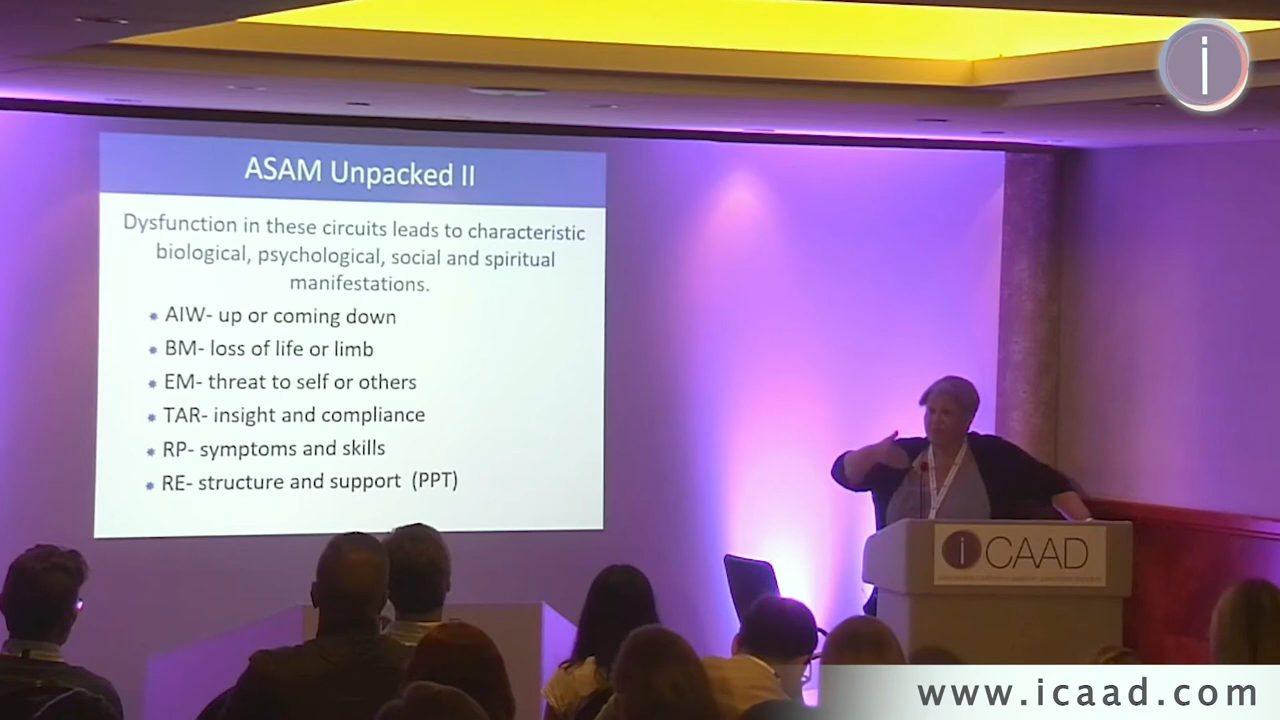 i
ASAM Unpacked II
Dysfunction in these circuits leads to characteristic
biological, psychological, social and spiritual
manifestations.
AIW- up or coming down
BM- loss of life or limb
EM- threat to self or others
TAR- insight and compliance
RP- symptoms and skills
RE- structure and support (PPT)
i CAAD
www.icaad.com